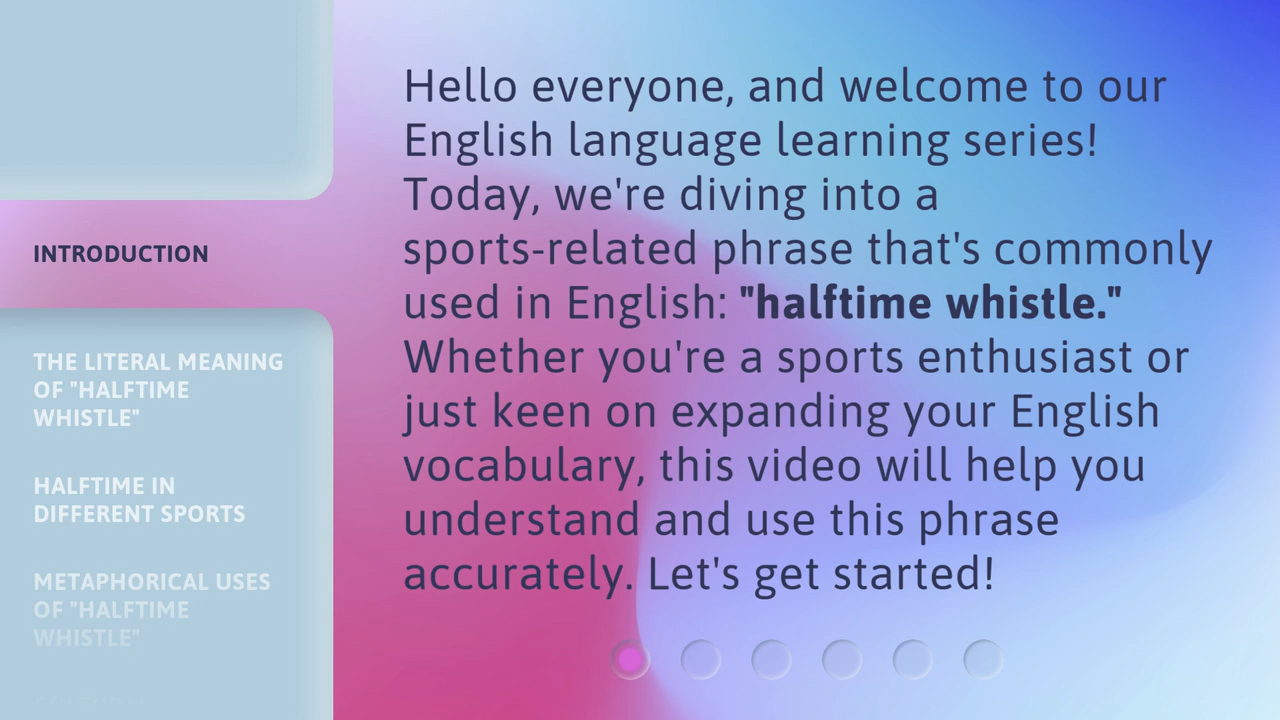 INTRODUCTION
THE LITERAL MEANING
OF "HALFTIME
WHISTLE"
HALFTIME IN
DIFFERENT SPORTS
METAPHORICAL USES
OF "HALFTIME
WHISTLE"
Hello everyone, and welcome to our
English language learning series!
Today, we're diving into a
sports-related phrase that's commonly
used in English: "halftime whistle."
Whether you're a sports enthusiast or
just keen on expanding your English
vocabulary, this video will help you
understand and use this phrase
accurately. Let's get started!